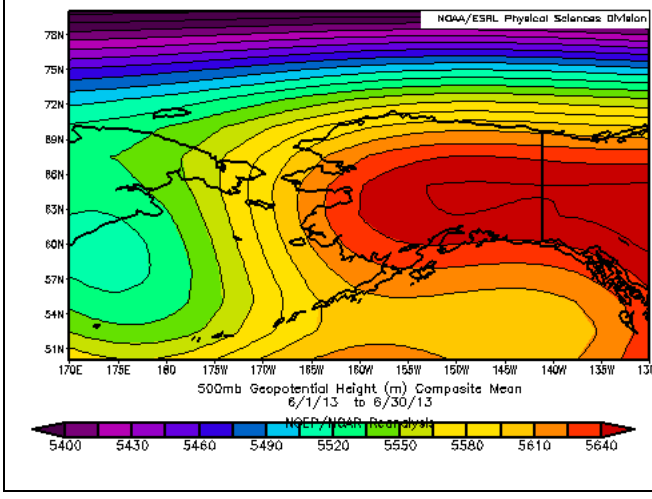 NOAA/ESRL Physical Sciences Division
78N
75N
72N
69N
66N
63N
60N
57N
54N
51N
170E 175E 180 175W 170W 165W 160W 155W 150W 145W 140W 135W 130W
500mb Geopotential Height (m) Composite Mean
6/1/13 to 6/30/13
NCEP/NCAR Reanalysis
5400 5430 5460 5490 5520 5550 5580 5610 5640